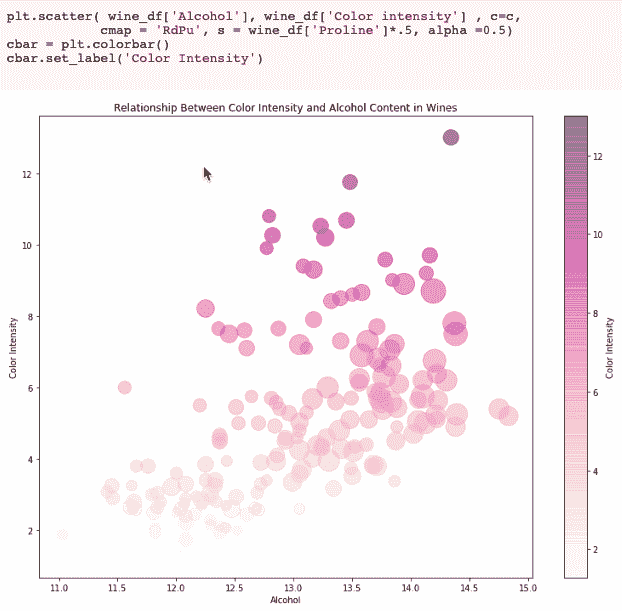 plt.scatter( wine_df['Alcohol'], wine_df['Color intensity'] , c=c,
cmap = 'RdPu', s = wine_df['Proline']*.5, alpha =0.5)
cbar = plt.colorbar()
cbar.set_label('Color Intensity')
Relationship Between Color Intensity and Alcohol Content in Wines
12
10
8
6
4
2
Color Intensity
11.0 11.5 12.0 12.5 13.0 13.5 14.0 14.5 15.0
Alcohol
12
10
8
6
4
2
Color Intensity